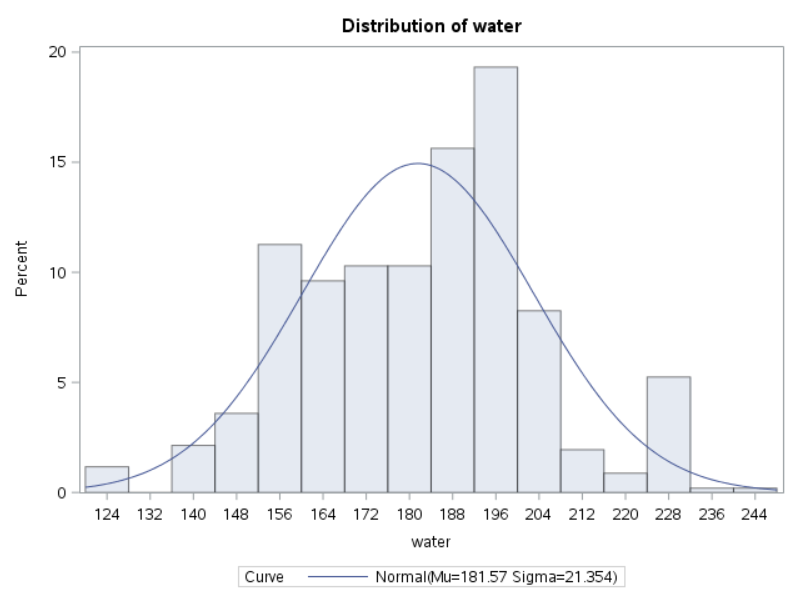 Distribution of water
20
15
10
5
0
Percent
124 132 140 148 156 164 172 180 188 196 204 212 220 228 236 244
water
Curve Normal(Mu=181.57 Sigma=21.354)